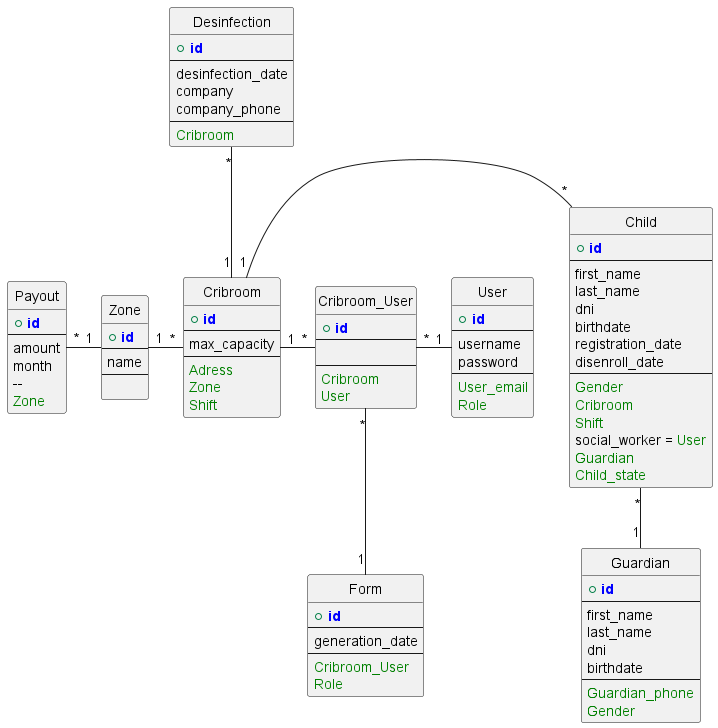 Desinfection
id
desinfection_date
company
company_phone
Cribroom
*
1
1
*
Child
id
first_name
last_name
dni
birthdate
registration_date
disenroll_date
Gender
Cribroom
Shift
social_worker = User
Guardian
Child_state
Payout
id
amount
month
--
Zone
* 1
Zone
id
name
1 *
Cribroom
id
max_capacity
Adress
Zone
Shift
1 *
Cribroom_User
id
Cribroom
User
* 1
User
id
username
password
User_email
Role
*
1
Form
id
generation_date
Cribroom_User
Role
*
1
Guardian
id
first_name
last_name
dni
birthdate
Guardian_phone
Gender